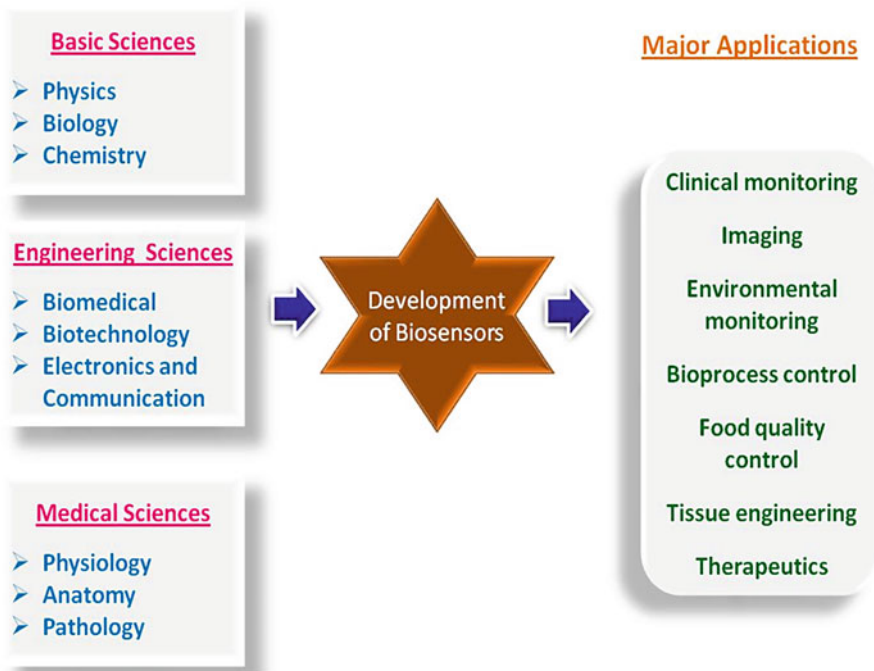 Basic Sciences
Physics
Biology
Chemistry
Engineering Sciences
Biomedical
Biotechnology
Electronics and
Communication
Medical Sciences
Physiology
Anatomy
Pathology
Development
of Biosensors
Major Applications
Clinical monitoring
Imaging
Environmental
monitoring
Bioprocess control
Food quality
control
Tissue engineering
Therapeutics